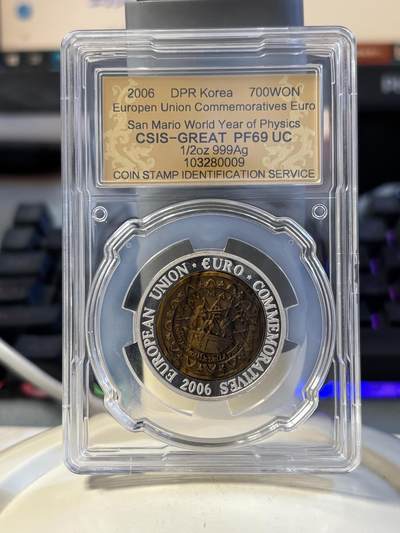 2006 DPR Korea 700WON
Europen Union Commemoratives Euro
San Mario World Year of Physics
CSIS-GREAT PF69 UC
1/2oz 999Ag
103280009
COIN STAMP IDENTIFICATION SERVICE
EUROPEAN UNION • €URO • COMMEMORATIVES
2006